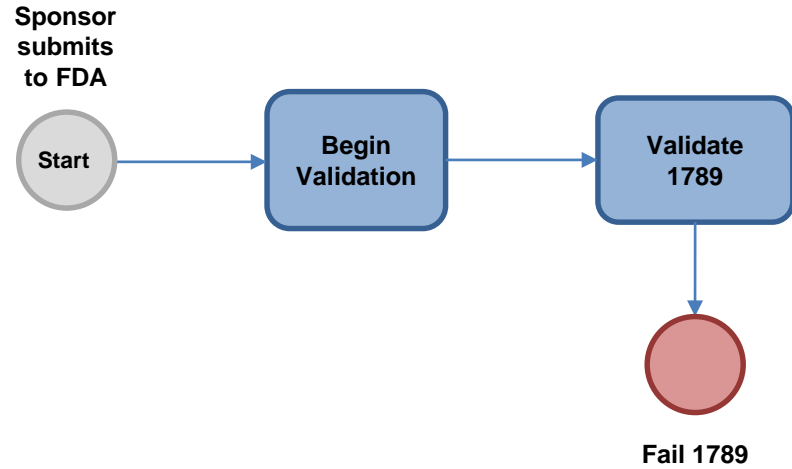 Sponsor
submits
to FDA
Start
Begin
Validation
Validate
1789
Fail 1789